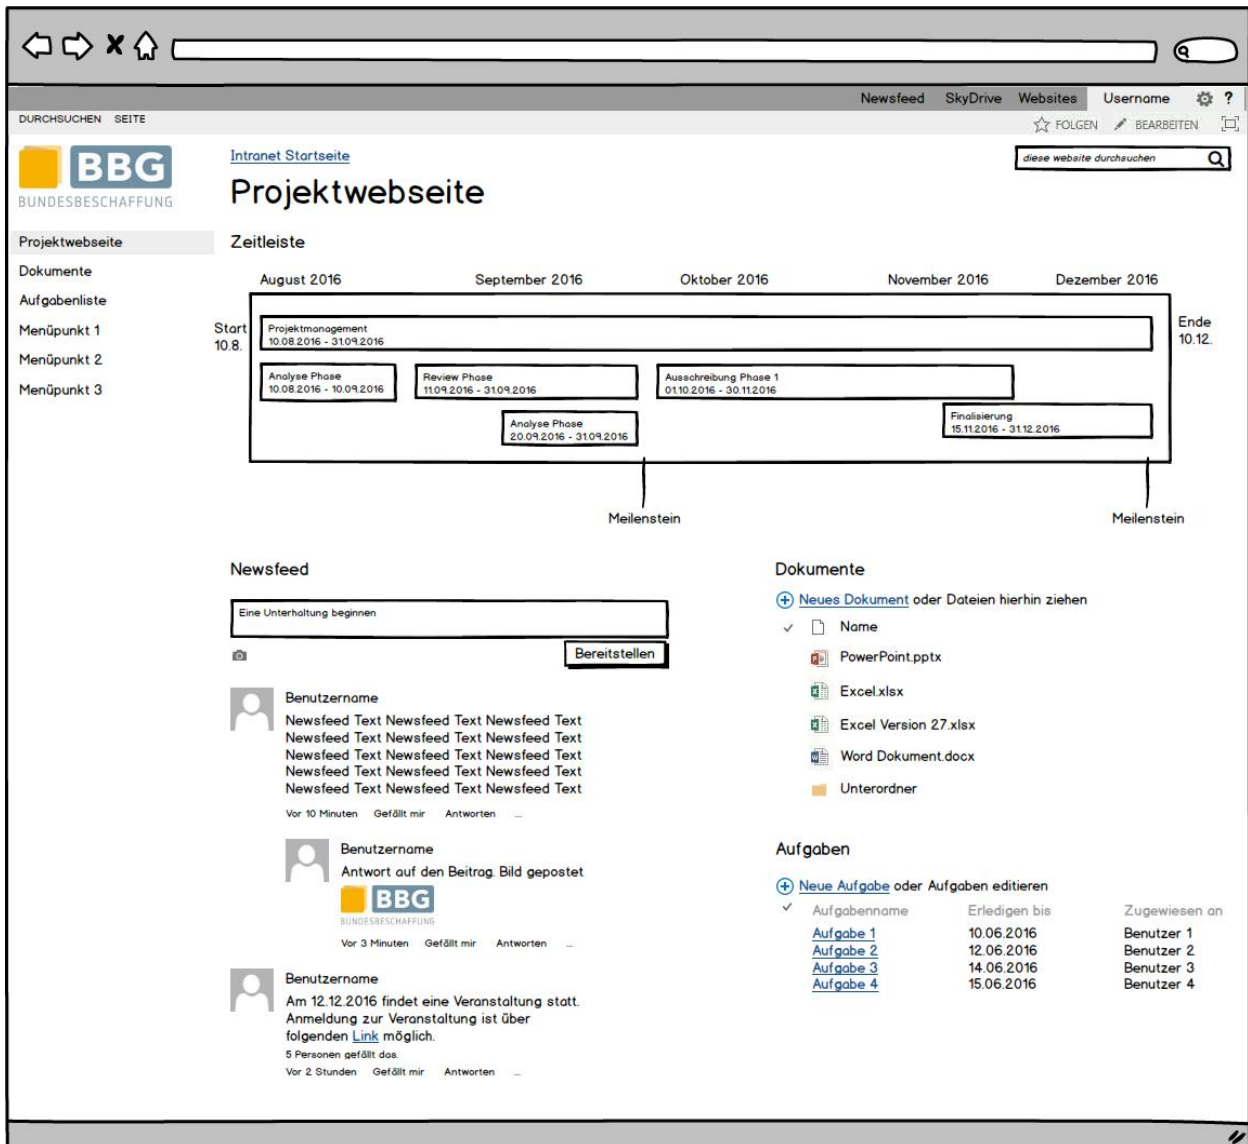 Newsfeed SkyDrive Websites Username ?
DURCHSUCHEN SEITE
FOLGEN BEARBEITEN
BBG
BUNDESBESCHAFFUNG
Intranet Startseite
diese website durchsuchen
Projektwebseite
Projektwebseite
Dokumente
Aufgabenliste
Menüpunkt 1
Menüpunkt 2
Menüpunkt 3
Zeitleiste
August 2016 September 2016 Oktober 2016 November 2016 Dezember 2016
Start
10.8.
Projektmanagement
10.08.2016 - 31.09.2016
Ende
10.12.
Analyse Phase
10.08.2016 - 10.09.2016
Review Phase
11.09.2016 - 31.09.2016
Ausschreibung Phase 1
01.10.2016 - 30.11.2016
Analyse Phase
20.09.2016 - 31.09.2016
Finalisierung
15.11.2016 - 31.12.2016
Meilenstein
Meilenstein
Newsfeed
Eine Unterhaltung beginnen
Bereitstellen
Benutzername
Newsfeed Text Newsfeed Text Newsfeed Text
Newsfeed Text Newsfeed Text Newsfeed Text
Newsfeed Text Newsfeed Text Newsfeed Text
Newsfeed Text Newsfeed Text Newsfeed Text
Newsfeed Text Newsfeed Text Newsfeed Text
Vor 10 Minuten Gefällt mir Antworten ...
Benutzername
Antwort auf den Beitrag. Bild gepostet
BBG
BUNDESBESCHAFFUNG
Vor 3 Minuten Gefällt mir Antworten ...
Benutzername
Am 12.12.2016 findet eine Veranstaltung statt.
Anmeldung zur Veranstaltung ist über
folgenden Link möglich.
5 Personen gefällt das.
Vor 2 Stunden Gefällt mir Antworten ...
Dokumente
Neues Dokument oder Dateien hierhin ziehen
Name
PowerPoint.pptx
Excel.xlsx
Excel Version 27.xlsx
Word Dokument.docx
Unterordner
Aufgaben
Neue Aufgabe oder Aufgaben editieren
Aufgabenname Erledigen bis Zugewiesen an
Aufgabe 1 10.06.2016 Benutzer 1
Aufgabe 2 12.06.2016 Benutzer 2
Aufgabe 3 14.06.2016 Benutzer 3
Aufgabe 4 15.06.2016 Benutzer 4